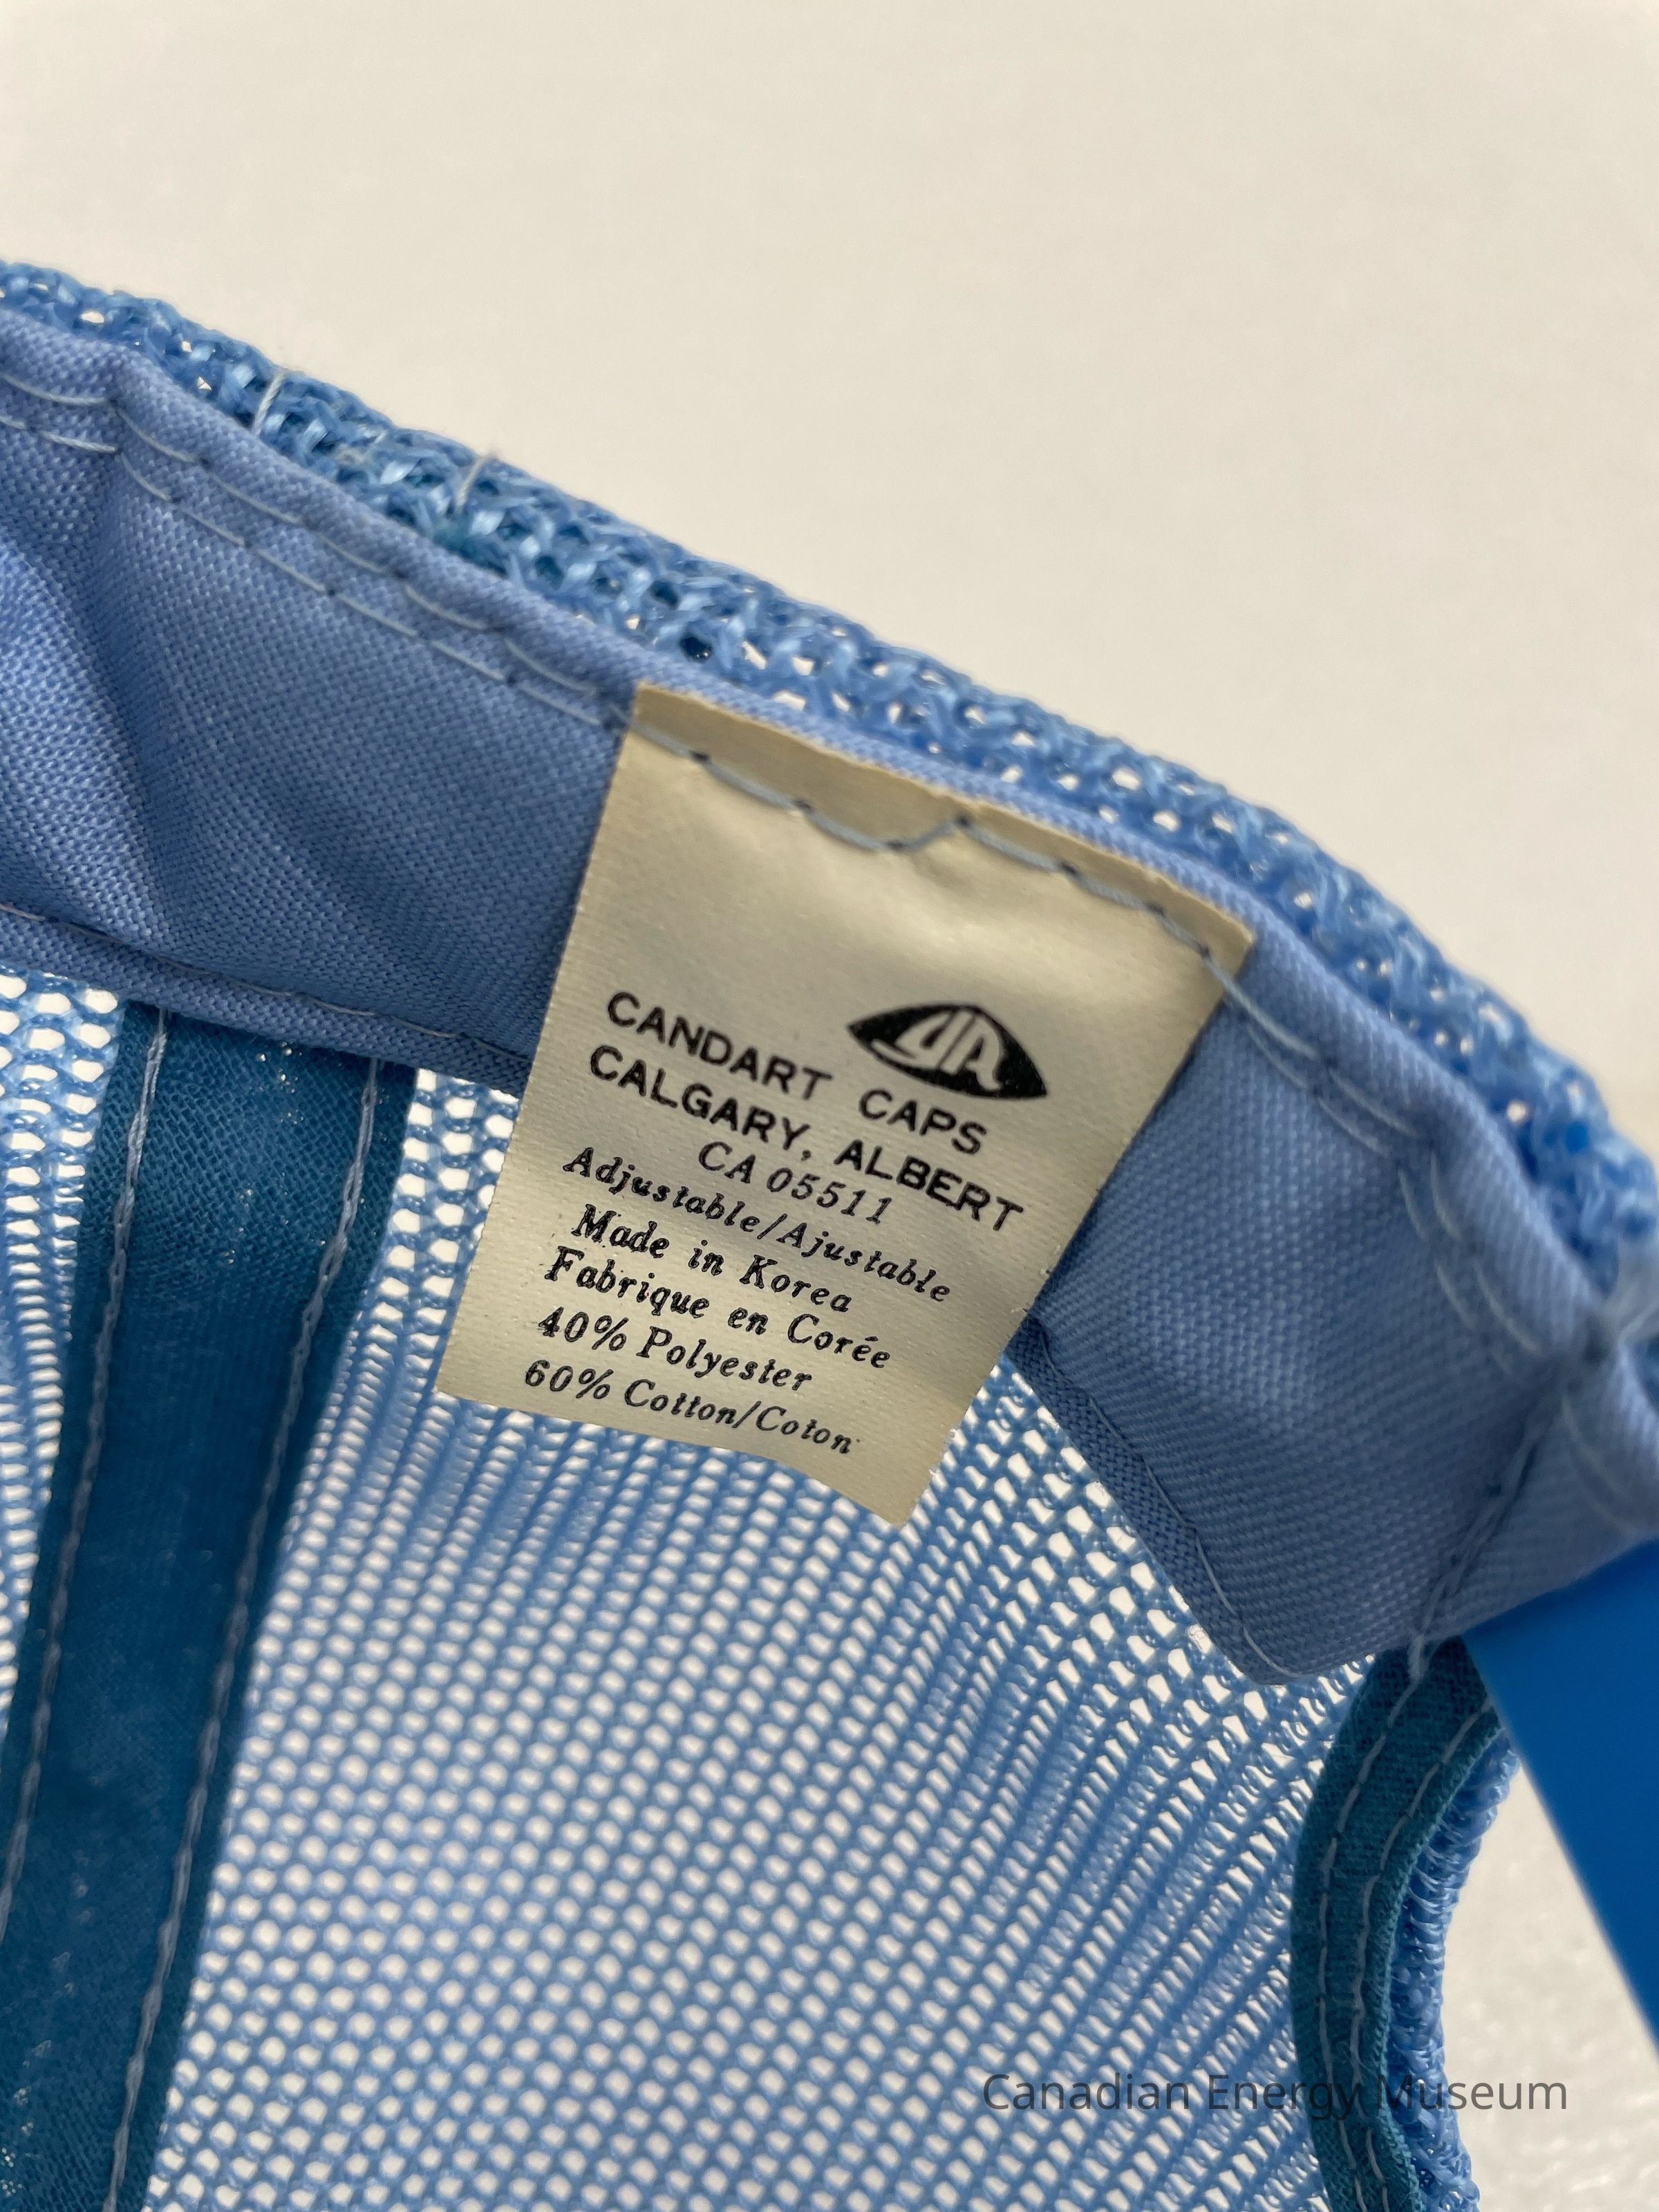 CANDART CAPS
CALGARY, ALBERT
CA 05511
Adjustable/Ajustable
Made in Korea
Fabrique en Corée
40% Polyester
60% Cotton/Coton
Canadian Energy Museum